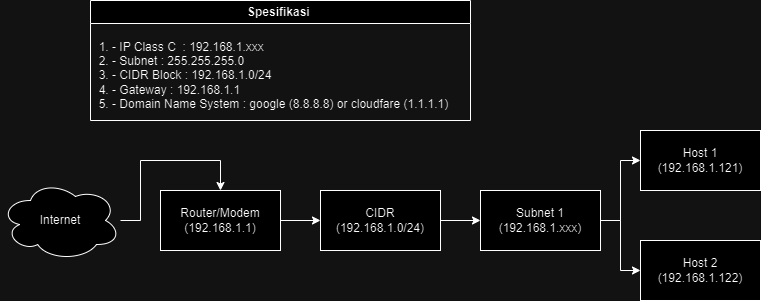 Spesifikasi
1. - IP Class C : 192.168.1.xxx
2. - Subnet : 255.255.255.0
3. - CIDR Block : 192.168.1.0/24
4. - Gateway : 192.168.1.1
5. - Domain Name System : google (8.8.8.8) or cloudfare (1.1.1.1)
Internet
Router/Modem
(192.168.1.1)
CIDR
(192.168.1.0/24)
Subnet 1
(192.168.1.xxx)
Host 1
(192.168.1.121)
Host 2
(192.168.1.122)